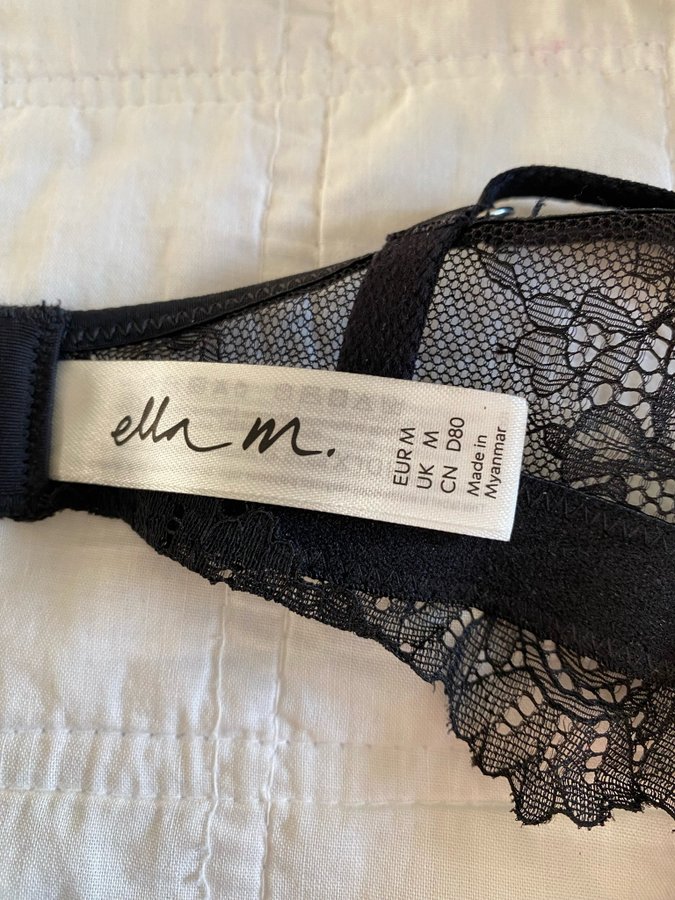 ella m.
EUR M
UK M
CN D80
Made in
Myanmar